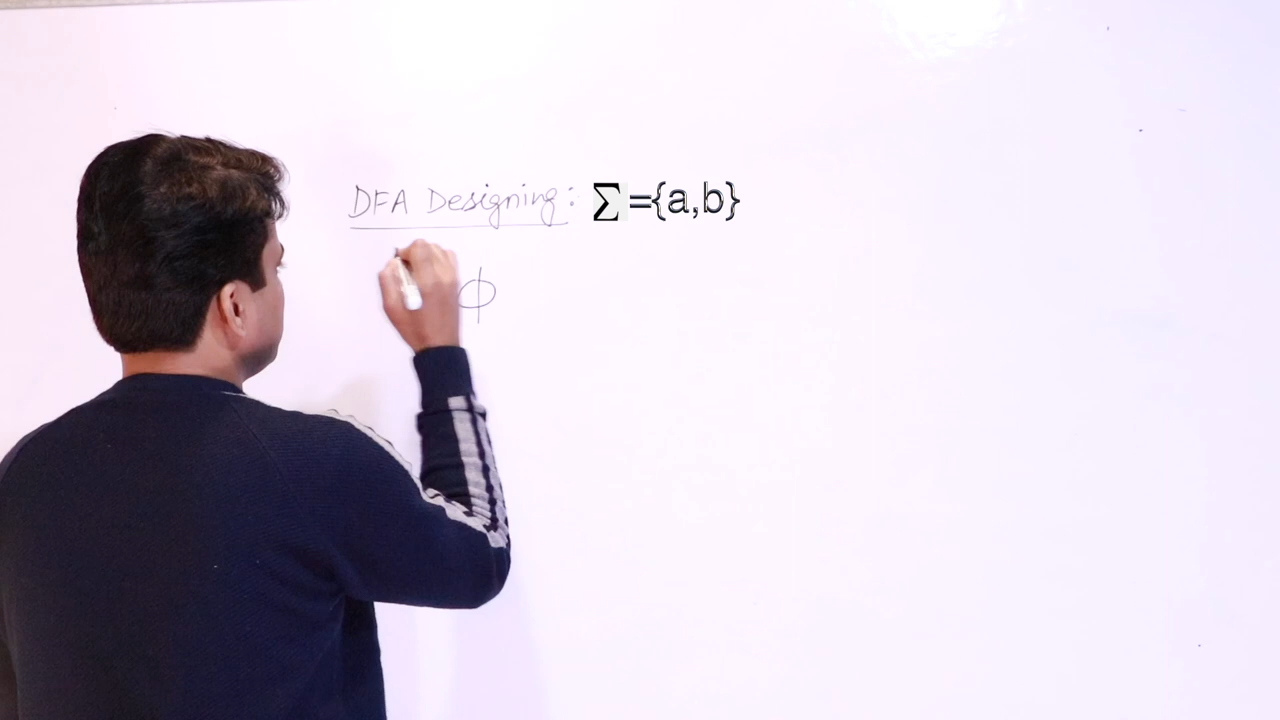 DFA Designing: Σ={a,b}
ϕ